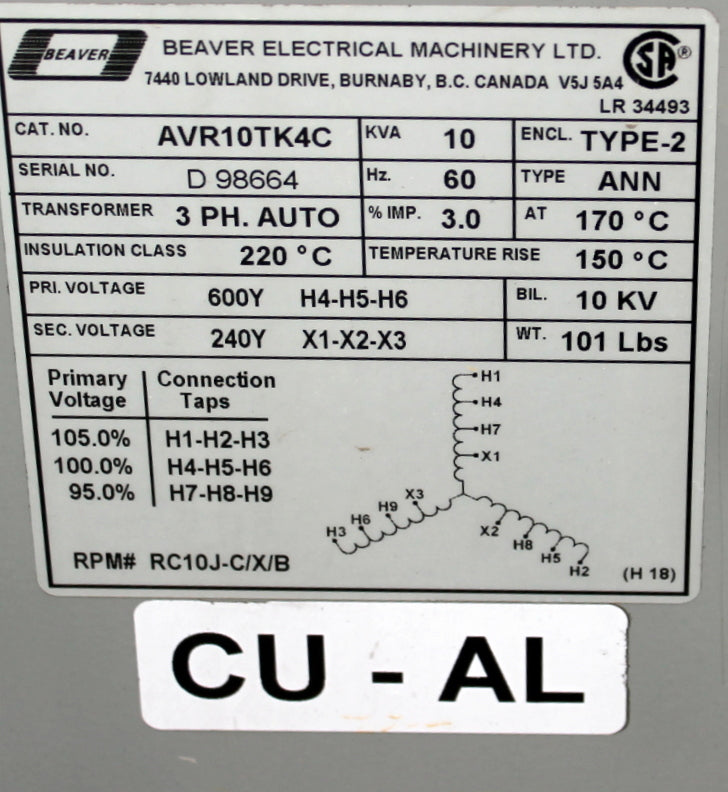 BEAVER
BEAVER ELECTRICAL MACHINERY LTD.
7440 LOWLAND DRIVE, BURNABY, B.C. CANADA V5J 5A4
SA ®
LR 34493
CAT. NO. AVR10TK4C KVA 10 ENCL. TYPE-2
SERIAL NO. D 98664 Hz. 60 TYPE ANN
TRANSFORMER 3 PH. AUTO % IMP. 3.0 AT 170 °C
INSULATION CLASS 220 °C TEMPERATURE RISE 150 °C
PRI. VOLTAGE 600Y H4-H5-H6 BIL. 10 KV
SEC. VOLTAGE 240Y X1-X2-X3 WT. 101 Lbs
Primary Voltage Connection Taps
105.0% H1-H2-H3
100.0% H4-H5-H6
95.0% H7-H8-H9
H1
H4
H7
X1
X3
H9
H6
H3
X2
H8
H5
H2
RPM# RC10J-C/X/B
(H 18)
CU - AL